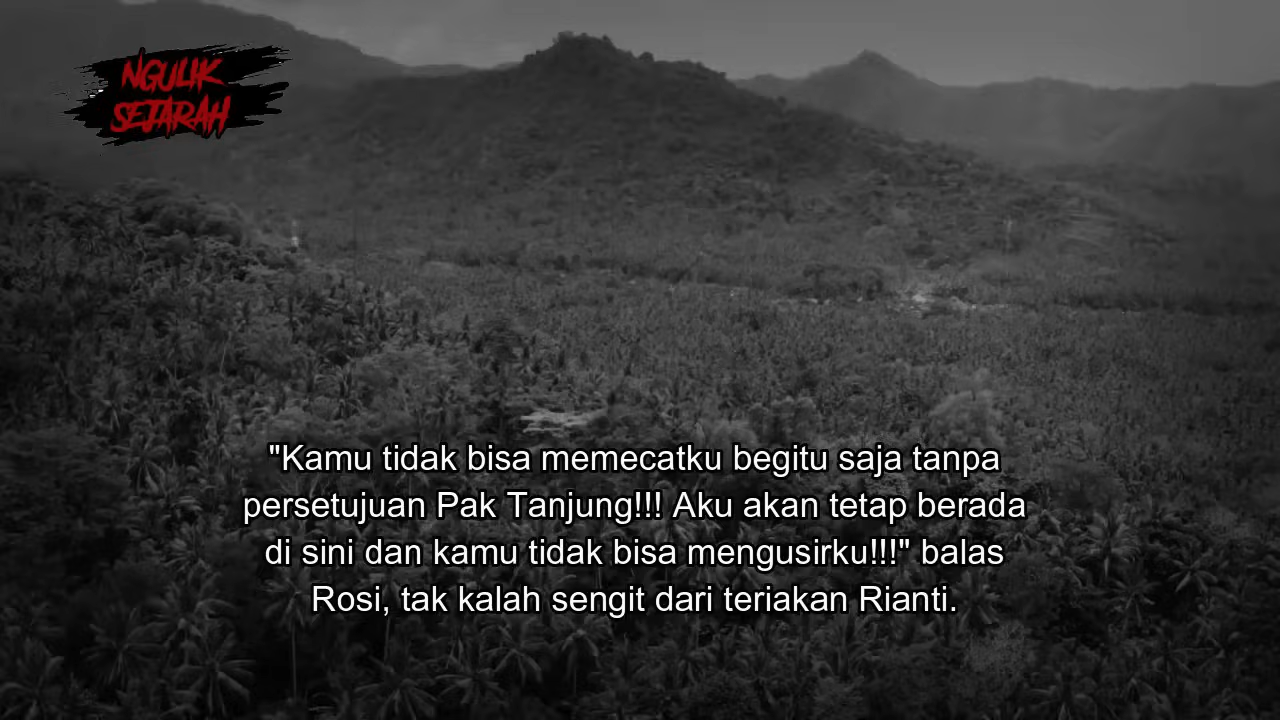 NGULIK
SEJARAH
"Kamu tidak bisa memecatku begitu saja tanpa
persetujuan Pak Tanjung!!! Aku akan tetap berada
di sini dan kamu tidak bisa mengusirku!!!" balas
Rosi, tak kalah sengit dari teriakan Rianti.